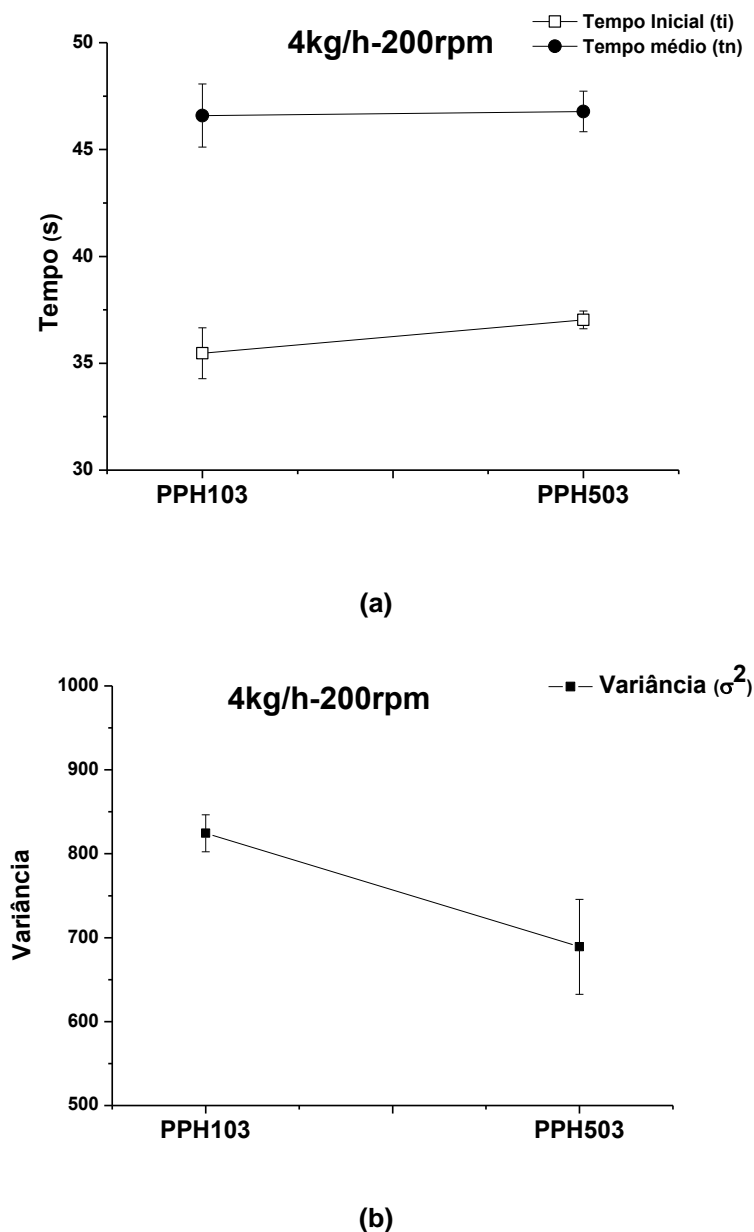 4kg/h-200rpm
Tempo Inicial (ti)
Tempo médio (tn)
50
45
40
35
30
Tempo (s)
PPH103
PPH503
(a)
4kg/h-200rpm
Variância (σ²)
1000
900
800
700
600
500
Variância
PPH103
PPH503
(b)